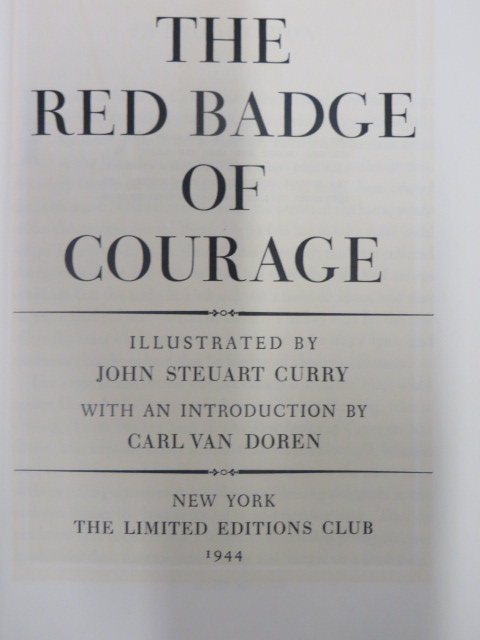 THE
RED BADGE
OF
COURAGE
ILLUSTRATED BY
JOHN STEUART CURRY
WITH AN INTRODUCTION BY
CARL VAN DOREN
NEW YORK
THE LIMITED EDITIONS CLUB
1944